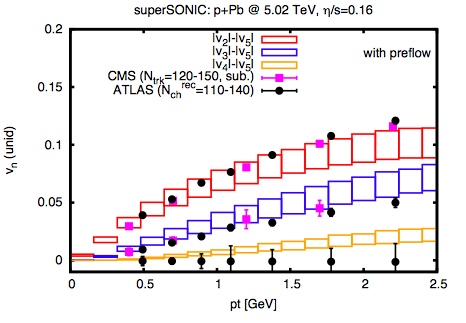 superSONIC: p+Pb @ 5.02 TeV, η/s=0.16
|v2|-|v5|
|v3|-|v5|
|v4|-|v5|
CMS (Ntrk=120-150, sub.)
ATLAS (Nch^rec=110-140)
with preflow
vn (unid)
0.2
0.15
0.1
0.05
0
0
0.5
1
1.5
2
2.5
pt [GeV]